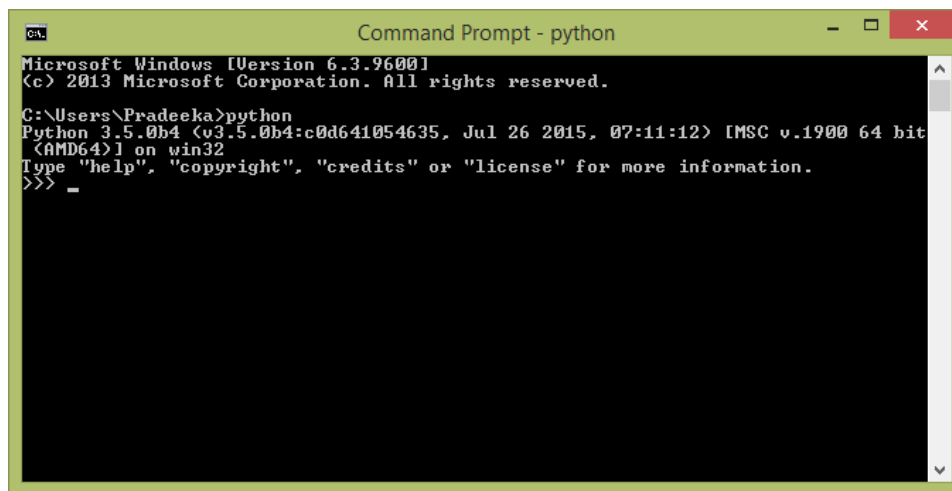 Command Prompt - python
Microsoft Windows [Version 6.3.9600]
(c) 2013 Microsoft Corporation. All rights reserved.
C:\Users\Pradeeka>python
Python 3.5.0b4 (v3.5.0b4:c0d641054635, Jul 26 2015, 07:11:12) [MSC v.1900 64 bit
(AMD64)] on win32
Type "help", "copyright", "credits" or "license" for more information.
>>> _